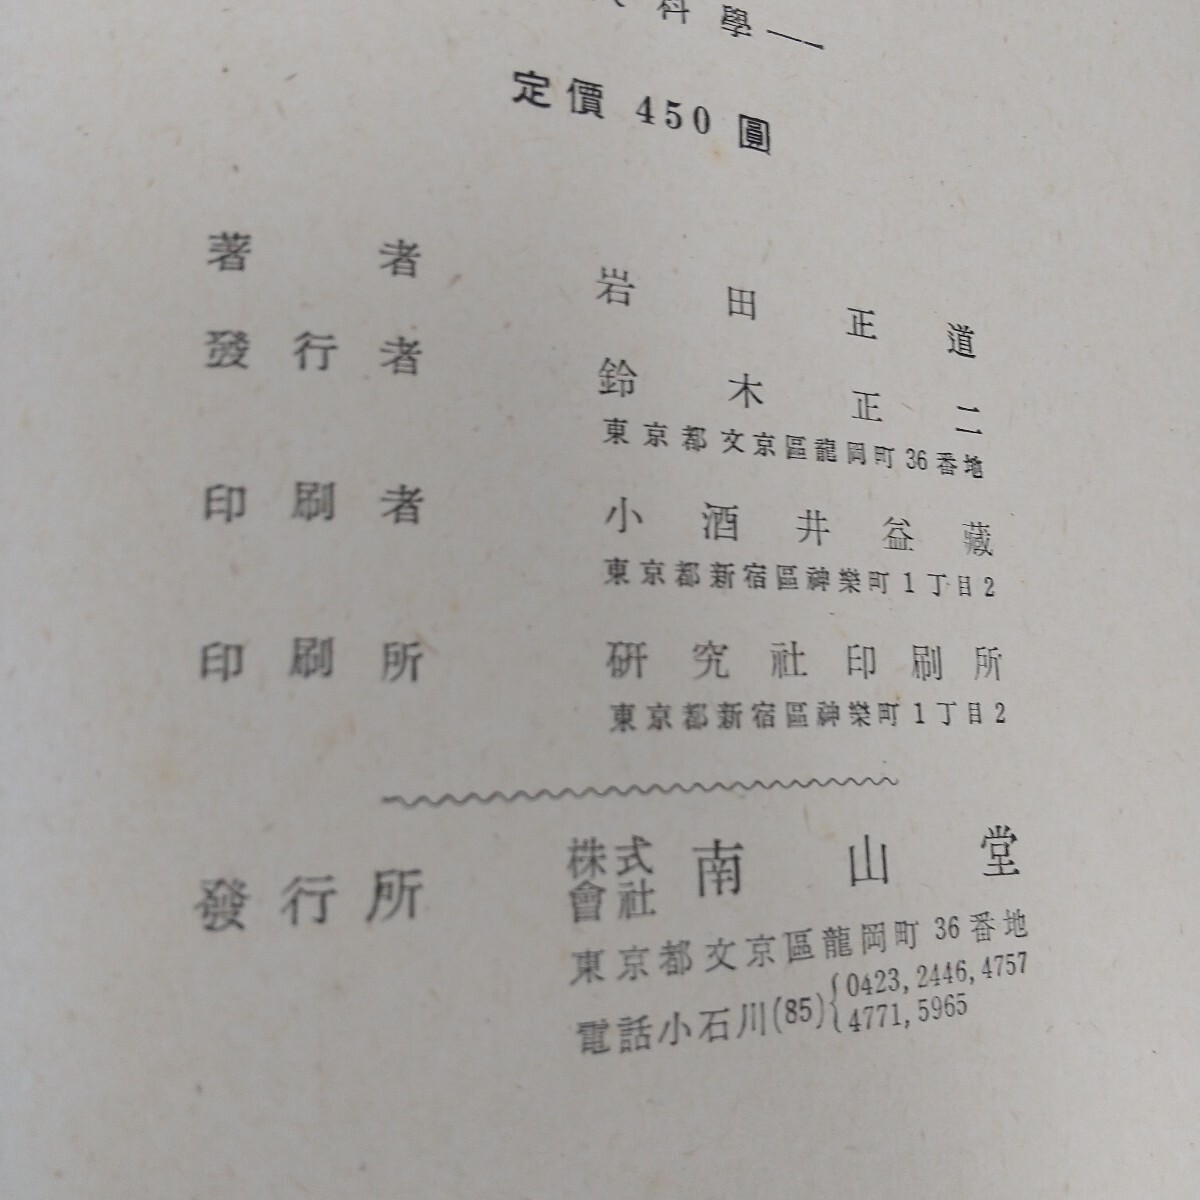 科學—
定價 450 圓
著者 岩田正道
發行者 鈴木正二
東京都文京區龍岡町36番地
印刷者 小酒井益藏
東京都新宿區神樂町1丁目2
印刷所 研究社印刷所
東京都新宿區神樂町1丁目2
發行所 株式會社 南山堂
東京都文京區龍岡町 36番地
電話小石川(85){0423, 2446, 4757
4771, 5965